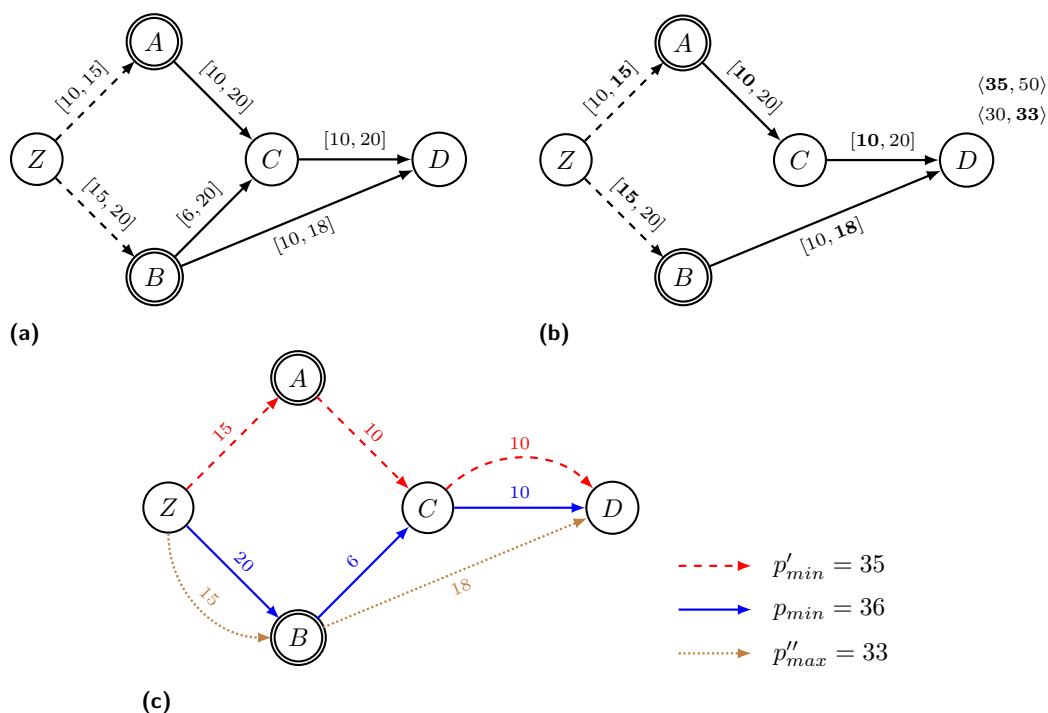 A
[10, 15]
[10, 20]
Z
C
[10, 20]
D
[15, 20]
[6, 20]
[10, 18]
B
(a)
A
[10, 15]
[10, 20]
⟨35, 50⟩
⟨30, 33⟩
Z
C
[10, 20]
D
[15, 20]
[10, 18]
B
(b)
A
15
10
10
Z
C
10
D
20
6
15
18
B
p′min = 35
pmin = 36
p″max = 33
(c)